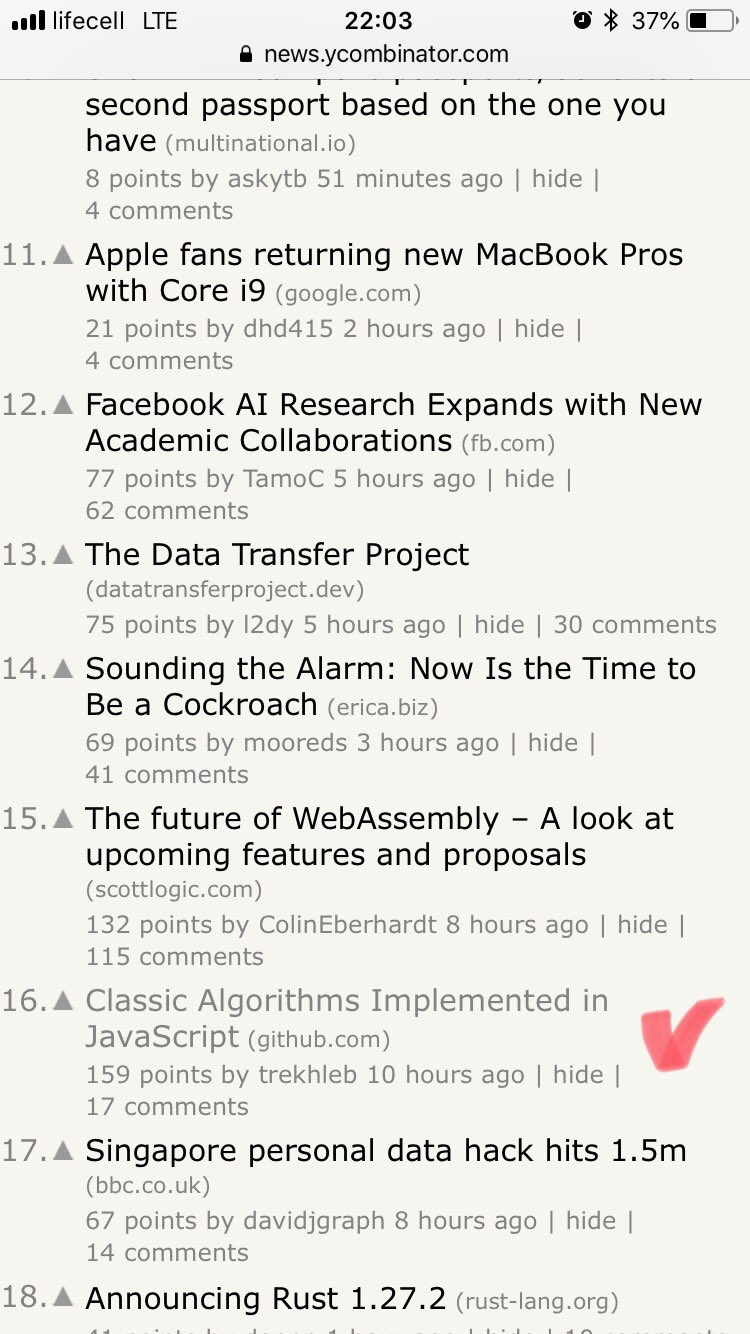 lifecell LTE 22:03 37%
news.ycombinator.com
second passport based on the one you
have (multinational.io)
8 points by askytb 51 minutes ago | hide |
4 comments
11. Apple fans returning new MacBook Pros
with Core i9 (google.com)
21 points by dhd415 2 hours ago | hide |
4 comments
12. Facebook AI Research Expands with New
Academic Collaborations (fb.com)
77 points by TamoC 5 hours ago | hide |
62 comments
13. The Data Transfer Project
(datatransferproject.dev)
75 points by l2dy 5 hours ago | hide | 30 comments
14. Sounding the Alarm: Now Is the Time to
Be a Cockroach (erica.biz)
69 points by mooreds 3 hours ago | hide |
41 comments
15. The future of WebAssembly – A look at
upcoming features and proposals
(scottlogic.com)
132 points by ColinEberhardt 8 hours ago | hide |
115 comments
16. Classic Algorithms Implemented in
JavaScript (github.com)
159 points by trekhleb 10 hours ago | hide |
17 comments
17. Singapore personal data hack hits 1.5m
(bbc.co.uk)
67 points by davidjgraph 8 hours ago | hide |
14 comments
18. Announcing Rust 1.27.2 (rust-lang.org)